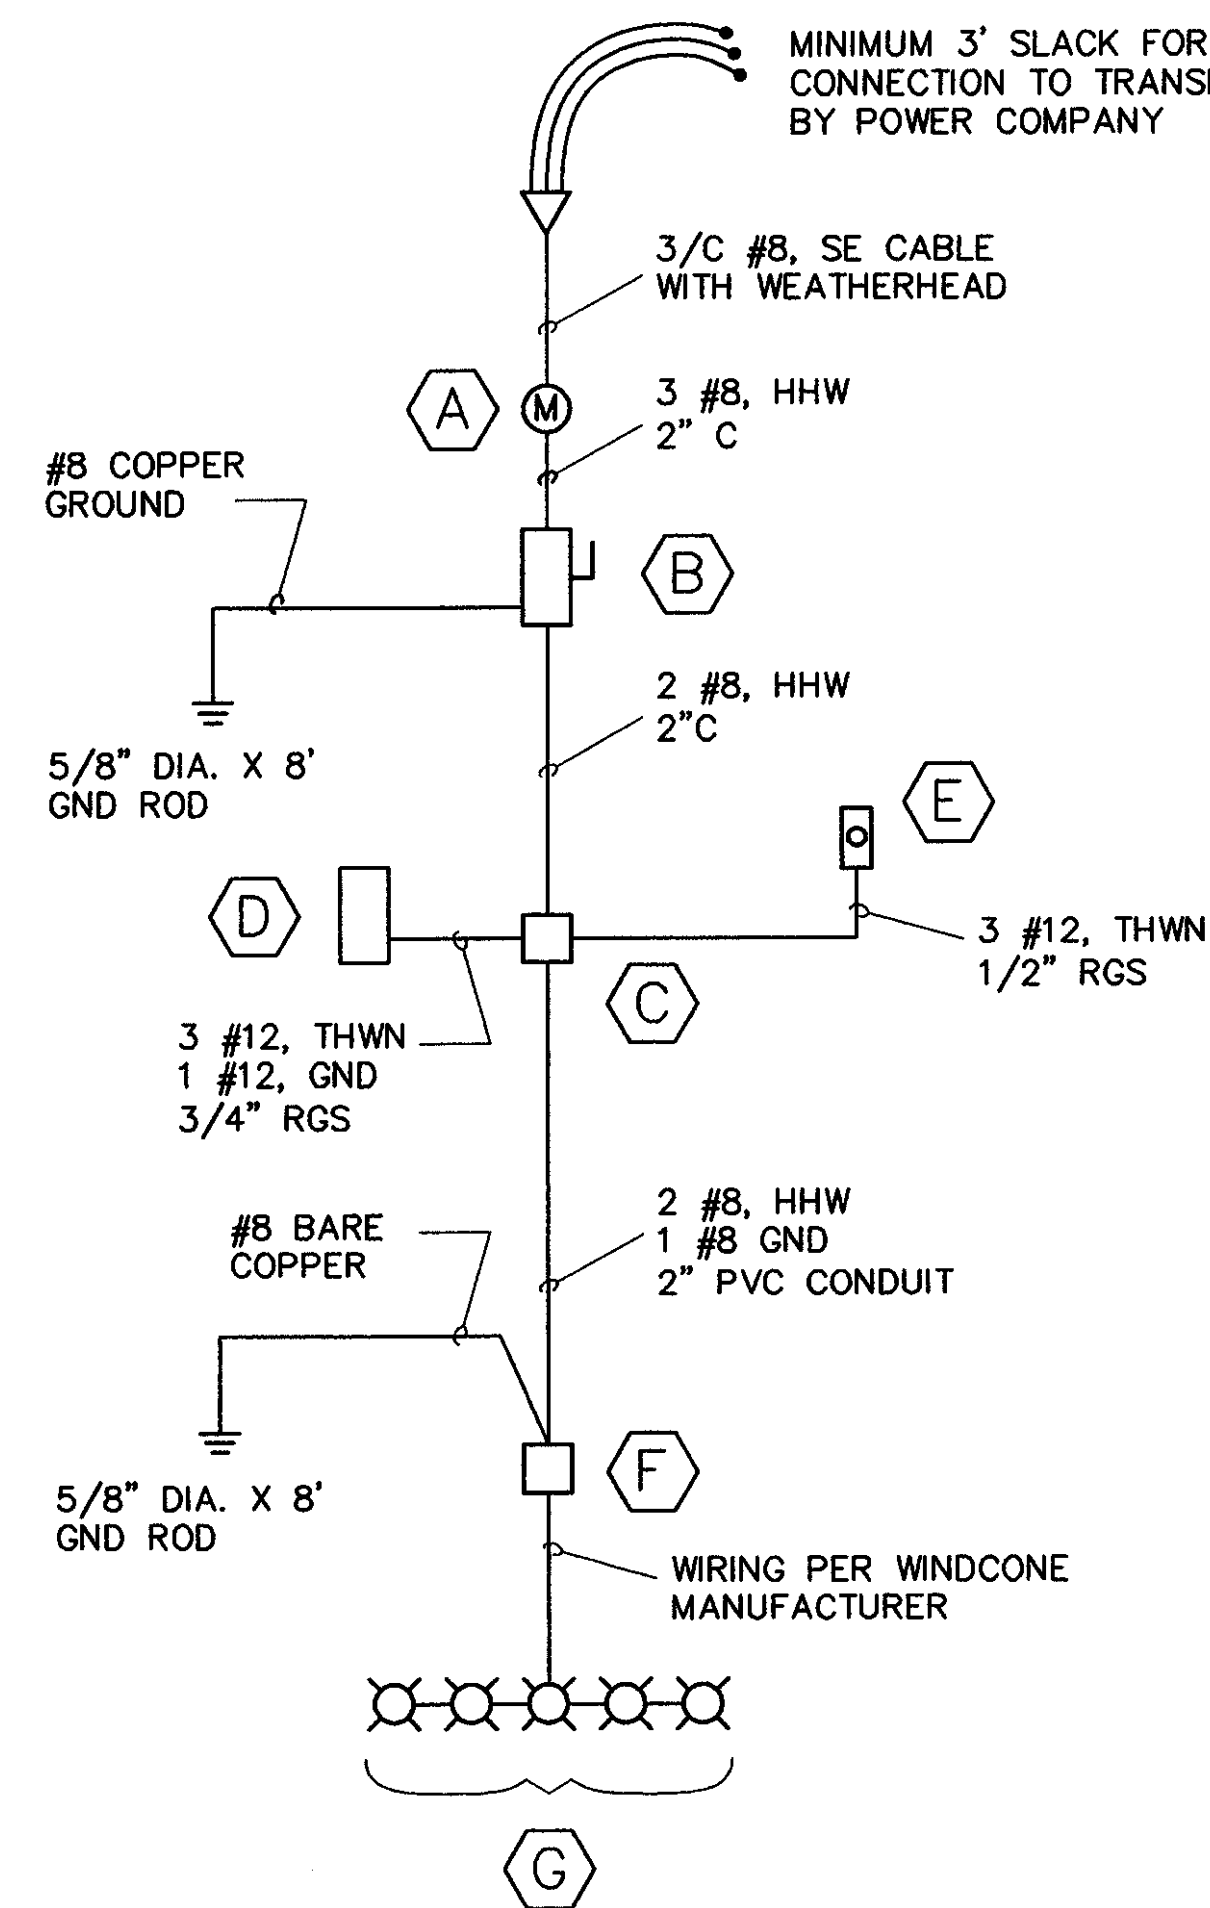 MINIMUM 3' SLACK FOR
CONNECTION TO
BY POWER COMPANY
3/C #8, SE CABLE
WITH WEATHERHEAD
A
M
3 #8, HHW
2" C
#8 COPPER
GROUND
B
5/8" DIA. X 8'
GND ROD
2 #8, HHW
2"C
E
D
3 #12, THWN
1/2" RGS
C
3 #12, THWN
1 #12, GND
3/4" RGS
#8 BARE
COPPER
2 #8, HHW
1 #8 GND
2" PVC CONDUIT
F
5/8" DIA. X 8'
GND ROD
WIRING PER WINDCONE
MANUFACTURER
G